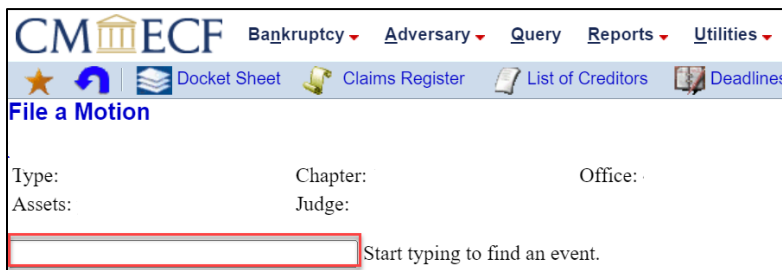 CM ECF Bankruptcy Adversary Query Reports Utilities
Docket Sheet Claims Register List of Creditors Deadlines
File a Motion
Type: Chapter: Office:
Assets: Judge:
Start typing to find an event.